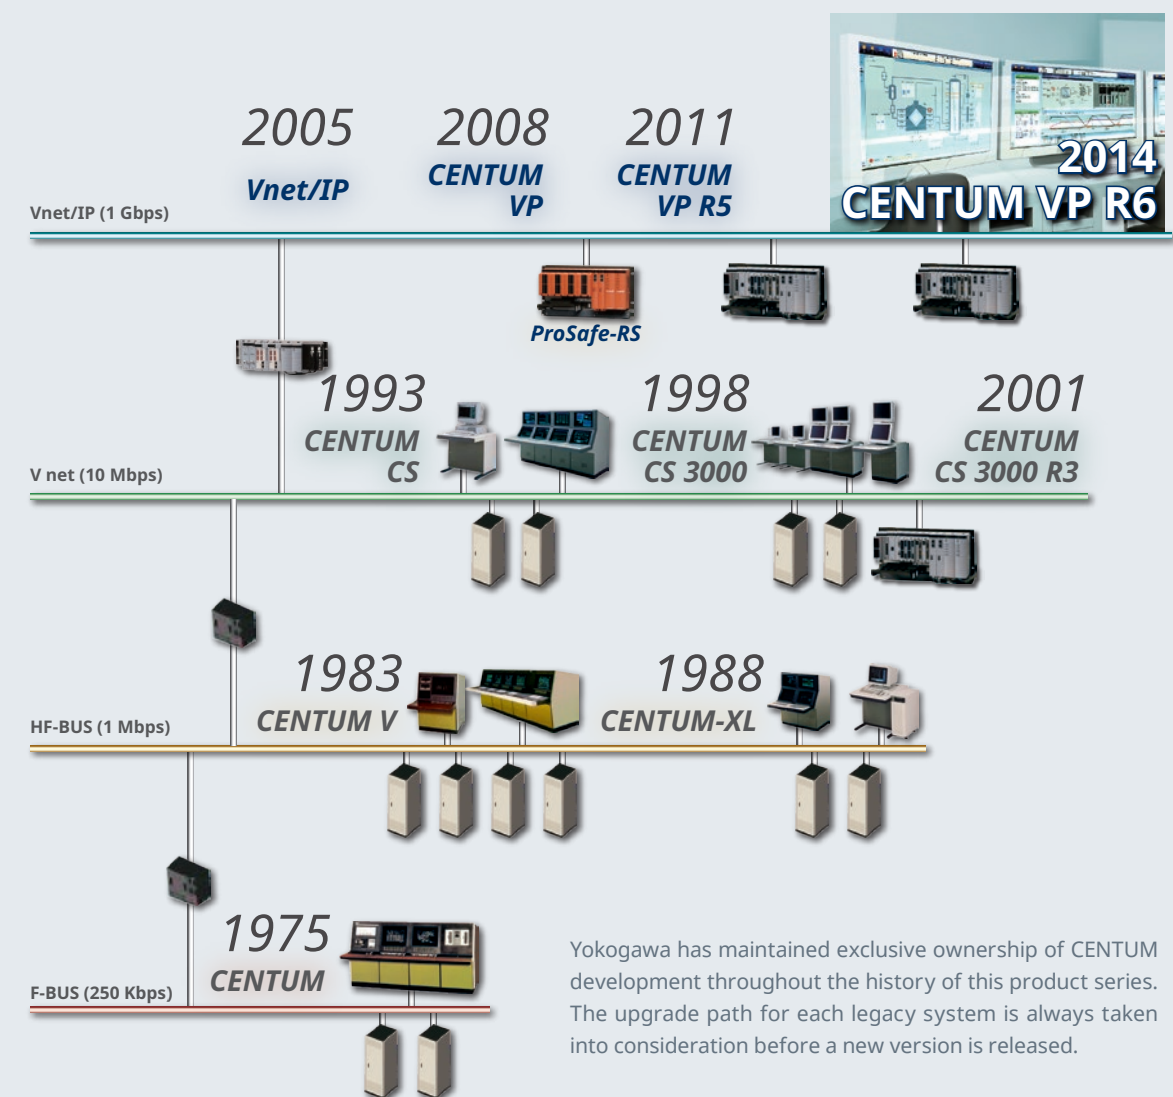 2005
Vnet/IP
2008
CENTUM
VP
2011
CENTUM
VP R5
2014
CENTUM VP R6
Vnet/IP (1 Gbps)
ProSafe-RS
1993
CENTUM
CS
1998
CENTUM
CS 3000
2001
CENTUM
CS 3000 R3
V net (10 Mbps)
1983
CENTUM V
1988
CENTUM-XL
HF-BUS (1 Mbps)
1975
CENTUM
F-BUS (250 Kbps)
Yokogawa has maintained exclusive ownership of CENTUM
development throughout the history of this product series.
The upgrade path for each legacy system is always taken
into consideration before a new version is released.